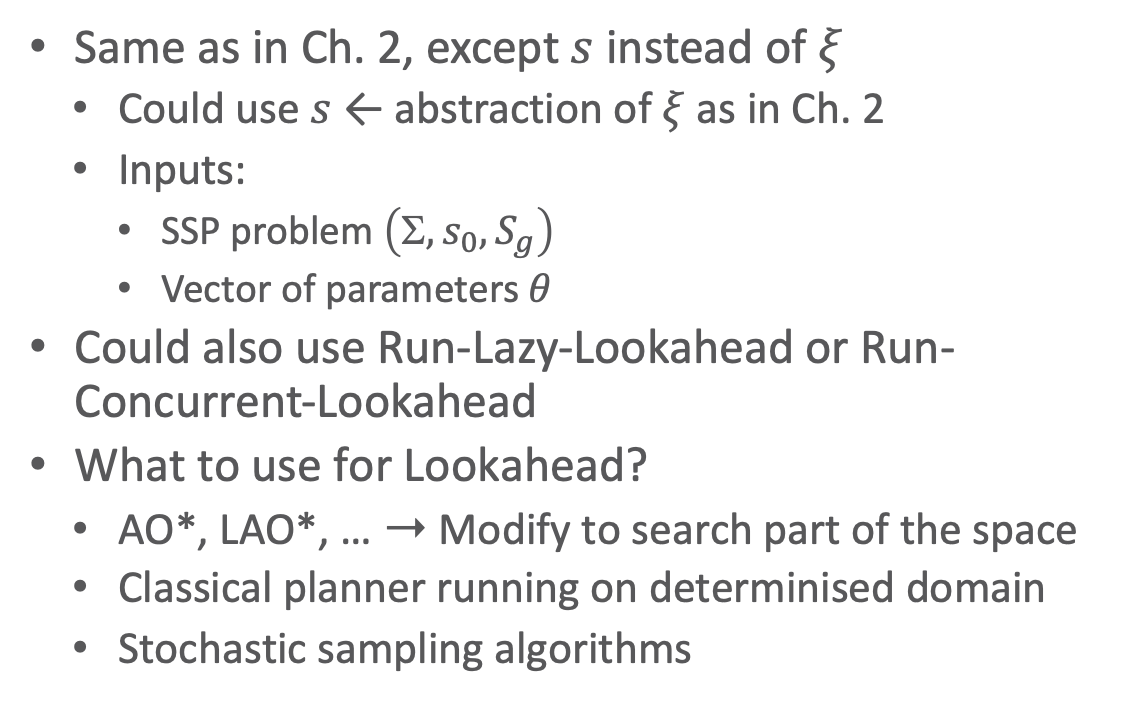 • Same as in Ch. 2, except s instead of ξ
• Could use s ← abstraction of ξ as in Ch. 2
• Inputs:
• SSP problem (Σ, s₀, S_g)
• Vector of parameters θ
• Could also use Run-Lazy-Lookahead or Run-
Concurrent-Lookahead
• What to use for Lookahead?
• AO*, LAO*, ... → Modify to search part of the space
• Classical planner running on determinised domain
• Stochastic sampling algorithms